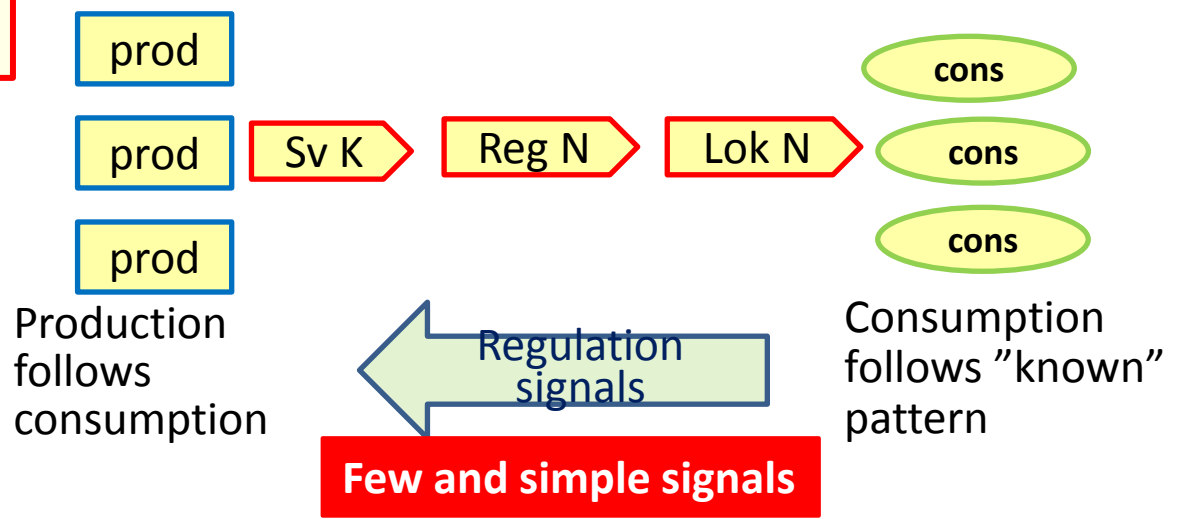 prod
cons
prod
Sv K
Reg N
Lok N
cons
prod
cons
Production
follows
consumption
Regulation
signals
Consumption
follows ”known”
pattern
Few and simple signals